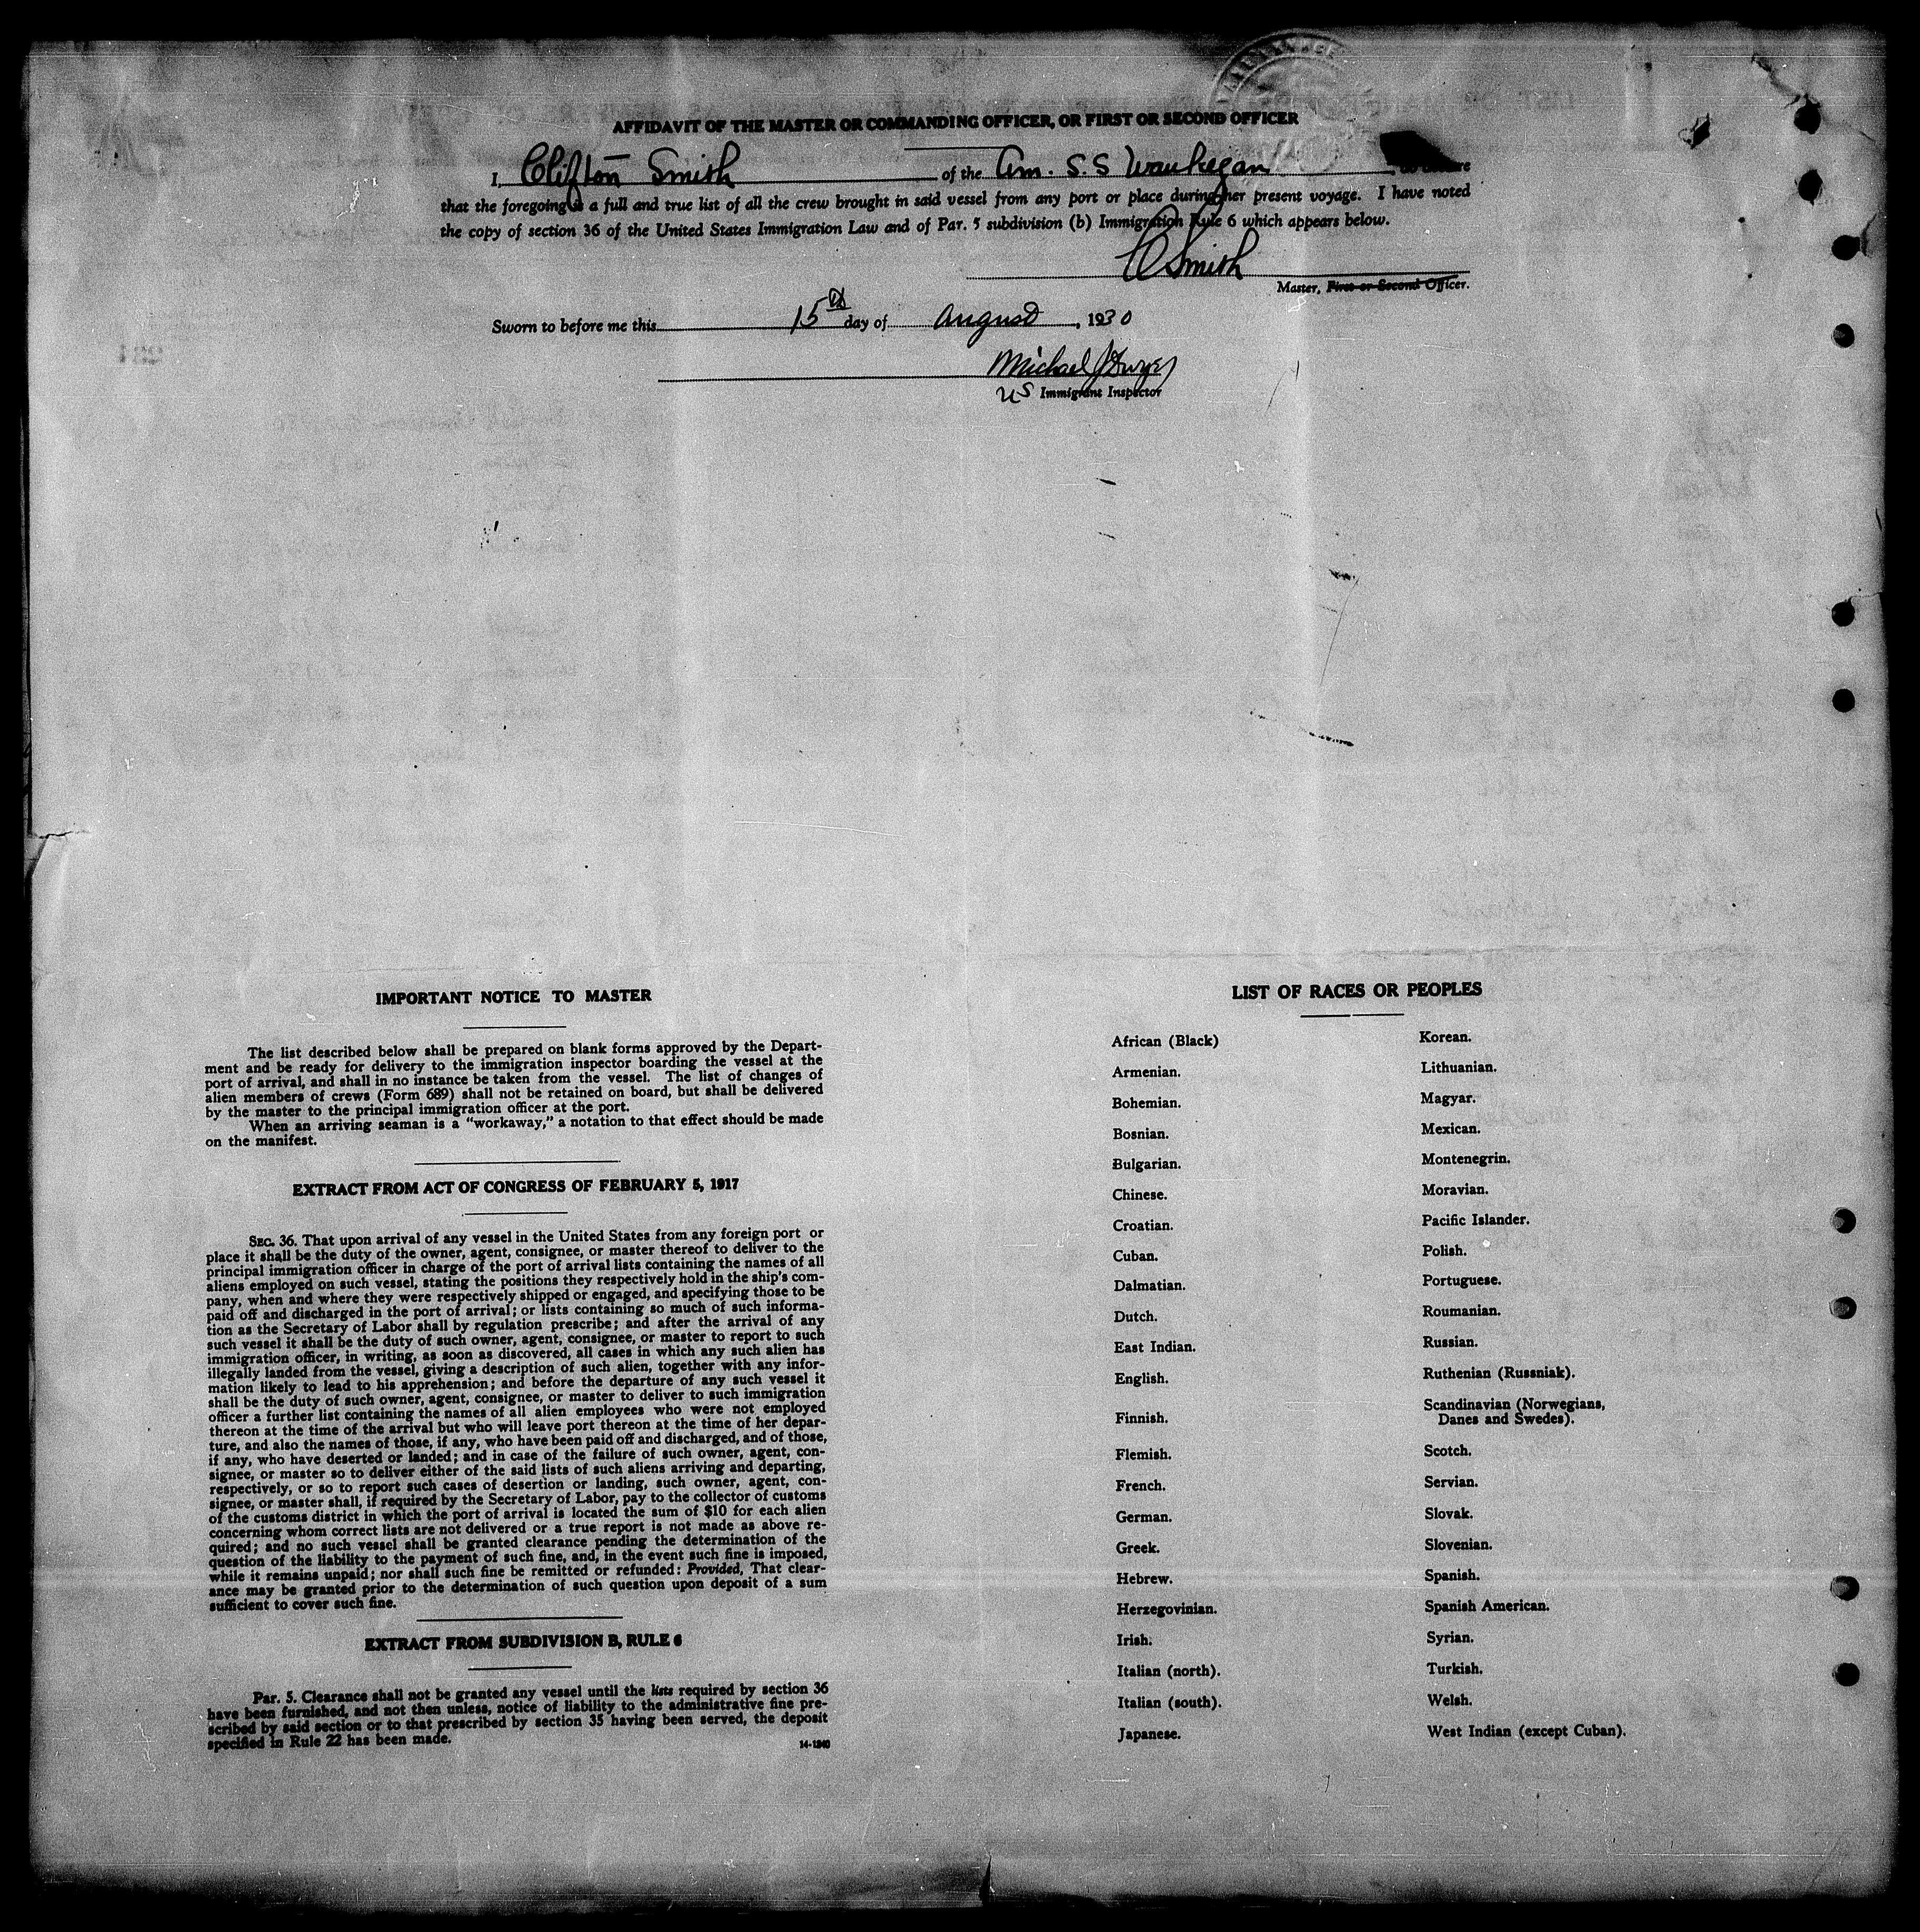 AFFIDAVIT OF THE MASTER OR COMMANDING OFFICER, OR FIRST OR SECOND OFFICER
I, Clifton Smith of the Am. S.S Waukegan
that the foregoing is a full and true list of all the crew brought in said vessel from any port or place during her present voyage. I have noted
the copy of section 36 of the United States Immigration Law and of Par. 5 subdivision (b) Immigration Rule 6 which appears below.
C Smith
Master, First or Second Officer.
Sworn to before me this 15th day of August, 1930
Michael J
US Immigrant Inspector
IMPORTANT NOTICE TO MASTER
The list described below shall be prepared on blank forms approved by the Depart-
ment and be ready for delivery to the immigration inspector boarding the vessel at the
port of arrival, and shall in no instance be taken from the vessel. The list of changes of
alien members of crews (Form 689) shall not be retained on board, but shall be delivered
by the master to the principal immigration officer at the port.
When an arriving seaman is a "workaway," a notation to that effect should be made
on the manifest.
EXTRACT FROM ACT OF CONGRESS OF FEBRUARY 5, 1917
SEC. 36. That upon arrival of any vessel in the United States from any foreign port or
place it shall be the duty of the owner, agent, consignee, or master thereof to deliver to the
principal immigration officer in charge of the port of arrival lists containing the names of all
aliens employed on such vessel, stating the positions they respectively hold in the ship's com-
pany, when and where they were respectively shipped or engaged, and specifying those to be
paid off and discharged in the port of arrival; or lists containing so much of such informa-
tion as the Secretary of Labor shall by regulation prescribe; and after the arrival of any
such vessel it shall be the duty of such owner, agent, consignee, or master to report to such
immigration officer, in writing, as soon as discovered, all cases in which any such alien has
illegally landed from the vessel, giving a description of such alien, together with any infor-
mation likely to lead to his apprehension; and before the departure of any such vessel it
shall be the duty of such owner, agent, consignee, or master to deliver to such immigration
officer a further list containing the names of all alien employees who were not employed
thereon at the time of the arrival but who will leave port thereon at the time of her depar-
ture, and also the names of those, if any, who have been paid off and discharged, and of those,
if any, who have deserted or landed; and in case of the failure of such owner, agent, con-
signee, or master so to deliver either of the said lists of such aliens arriving and departing,
respectively, or so to report such cases of desertion or landing, such owner, agent, con-
signee, or master shall, if required by the Secretary of Labor, pay to the collector of customs
of the customs district in which the port of arrival is located the sum of $10 for each alien
concerning whom correct lists are not delivered or a true report is not made as above re-
quired; and no such vessel shall be granted clearance pending the determination of the
question of the liability to the payment of such fine, and, in the event such fine is imposed,
while it remains unpaid; nor shall such fine be remitted or refunded: Provided, That clear-
ance may be granted prior to the determination of such question upon deposit of a sum
sufficient to cover such fine.
EXTRACT FROM SUBDIVISION B, RULE 6
Par. 5. Clearance shall not be granted any vessel until the lists required by section 36
have been furnished, and not then unless, notice of liability to the administrative fine pre-
scribed by said section or to that prescribed by section 35 having been served, the deposit
specified in Rule 22 has been made.
14-1240
LIST OF RACES OR PEOPLES
African (Black)
Armenian.
Bohemian.
Bosnian.
Bulgarian.
Chinese.
Croatian.
Cuban.
Dalmatian.
Dutch.
East Indian.
English.
Finnish.
Flemish.
French.
German.
Greek.
Hebrew.
Herzegovinian.
Irish.
Italian (north).
Italian (south).
Japanese.
Korean.
Lithuanian.
Magyar.
Mexican.
Montenegrin.
Moravian.
Pacific Islander.
Polish.
Portuguese.
Roumanian.
Russian.
Ruthenian (Russniak).
Scandinavian (Norwegians,
Danes and Swedes).
Scotch.
Servian.
Slovak.
Slovenian.
Spanish.
Spanish American.
Syrian.
Turkish.
Welsh.
West Indian (except Cuban).